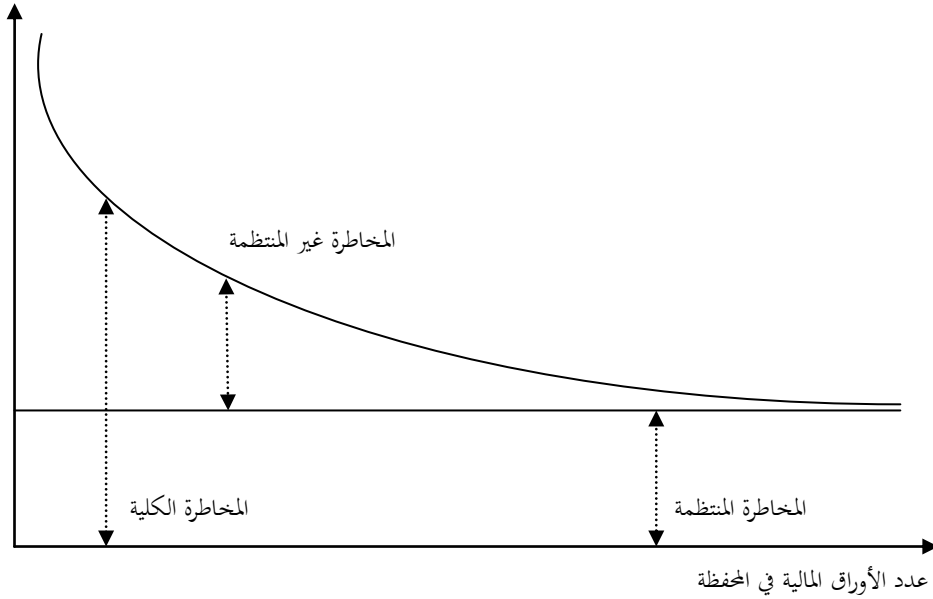 المخاطرة غير المنتظمة
المخاطرة الكلية
المخاطرة المنتظمة
عدد الأوراق المالية في المحفظة